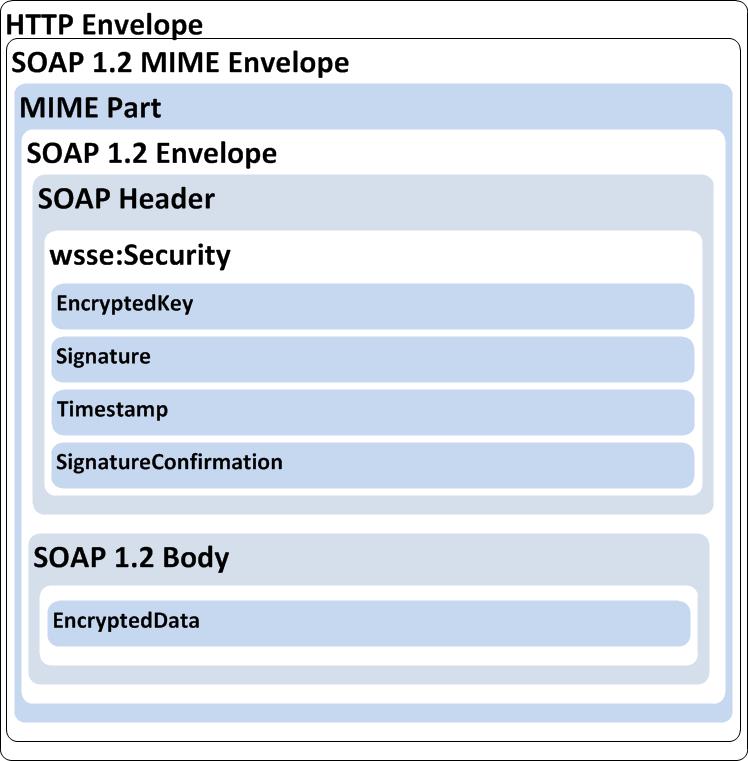 HTTP Envelope
SOAP 1.2 MIME Envelope
MIME Part
SOAP 1.2 Envelope
SOAP Header
wsse:Security
EncryptedKey
Signature
Timestamp
SignatureConfirmation
SOAP 1.2 Body
EncryptedData